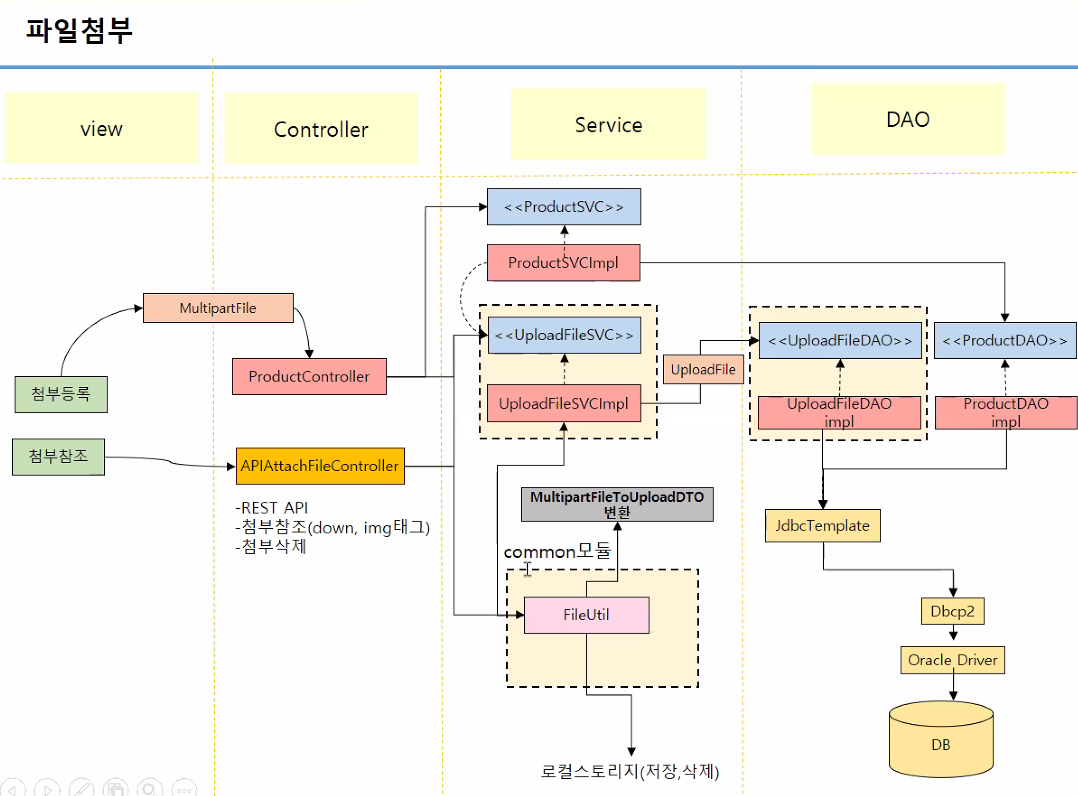 파일첨부
view
Controller
Service
DAO
<<ProductSVC>>
ProductSVCImpl
MultipartFile
<<UploadFileSVC>>
<<UploadFileDAO>>
<<ProductDAO>>
ProductController
UploadFile
첨부등록
UploadFileSVCImpl
UploadFileDAO
impl
ProductDAO
impl
첨부참조
APIAttachFileController
-REST API
-첨부참조(down, img태그)
-첨부삭제
MultipartFileToUploadDTO
변환
JdbcTemplate
common모듈
FileUtil
Dbcp2
Oracle Driver
DB
로컬스토리지(저장,삭제)